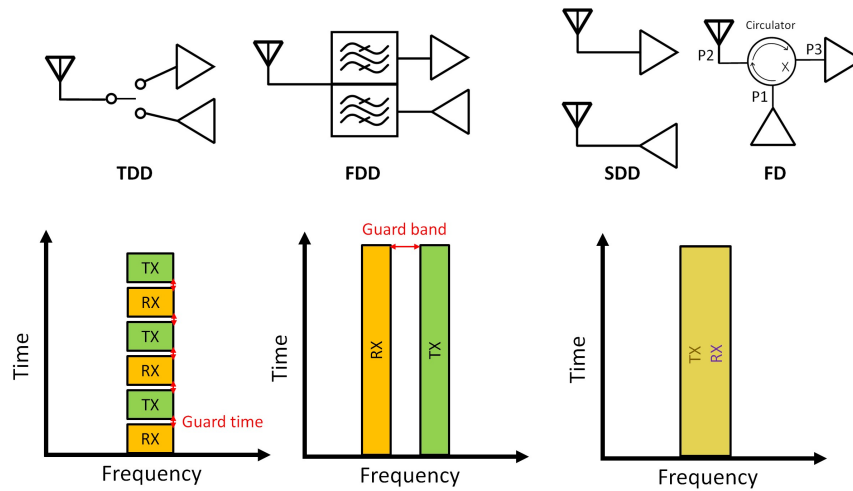 Circulator
P2
P3
X
P1
TDD
FDD
SDD
FD
Time
TX
RX
TX
RX
TX
RX
Guard time
Frequency
Guard band
Time
RX
TX
Frequency
Time
TX
RX
Frequency